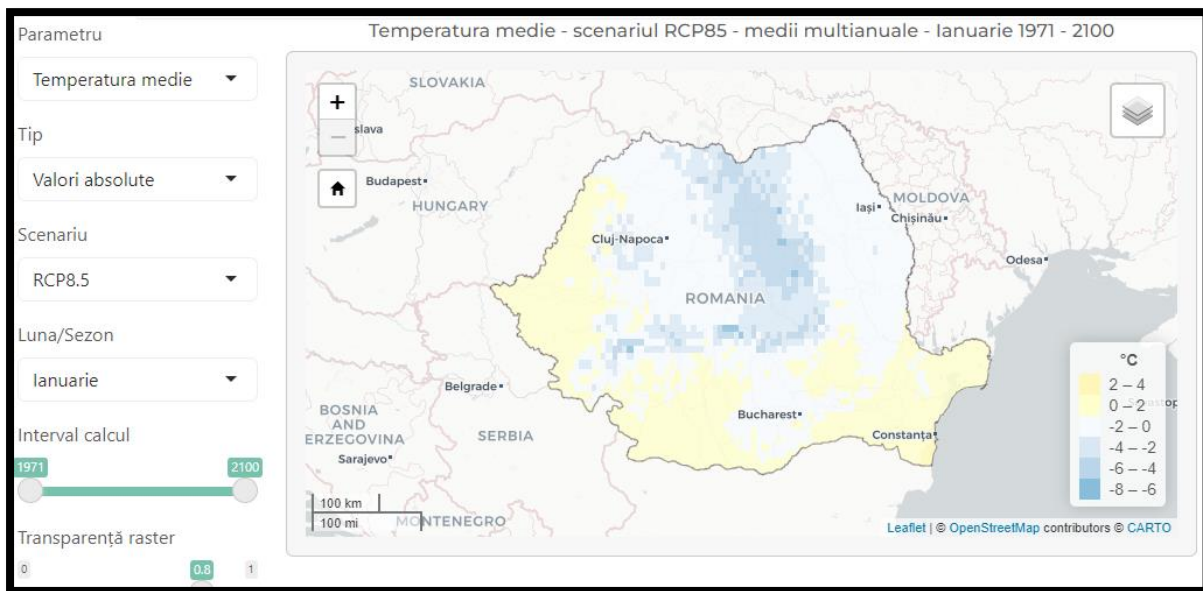 Parametru
Temperatura medie
Tip
Valori absolute
Scenariu
RCP8.5
Luna/Sezon
Ianuarie
Interval calcul
1971
2100
Transparență raster
0
0.8
1
Temperatura medie - scenariul RCP85 - medii multianuale - Ianuarie 1971 - 2100
+
−
SLOVAKIA
slava
Budapest
HUNGARY
Cluj-Napoca
Iași
MOLDOVA
Chișinău
Odesa
ROMANIA
Belgrade
BOSNIA
AND
ERZEGOVINA
SERBIA
Sarajevo
Bucharest
Constanța
MONTENEGRO
100 km
100 mi
°C
2 – 4
0 – 2
-2 – 0
-4 – -2
-6 – -4
-8 – -6
Leaflet | © OpenStreetMap contributors © CARTO